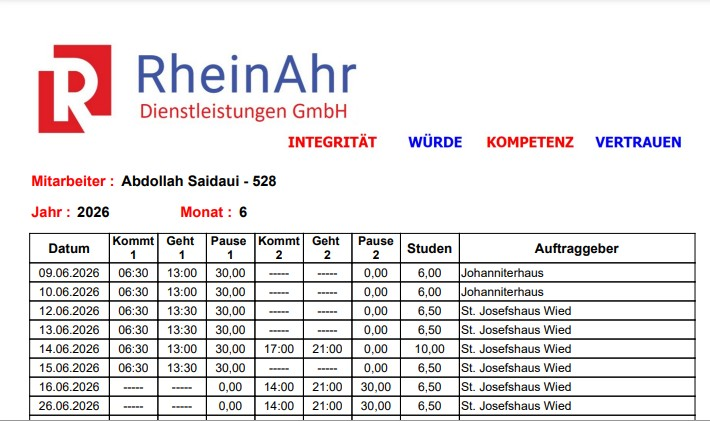 R RheinAhr
Dienstleistungen GmbH
INTEGRITÄT WÜRDE KOMPETENZ VERTRAUEN
Mitarbeiter : Abdollah Saidaui - 528
Jahr : 2026 Monat : 6
Datum Kommt 1 Geht 1 Pause 1 Kommt 2 Geht 2 Pause 2 Studen Auftraggeber
09.06.2026 06:30 13:00 30,00 ----- ----- 0,00 6,00 Johanniterhaus
10.06.2026 06:30 13:00 30,00 ----- ----- 0,00 6,00 Johanniterhaus
12.06.2026 06:30 13:30 30,00 ----- ----- 0,00 6,50 St. Josefshaus Wied
13.06.2026 06:30 13:30 30,00 ----- ----- 0,00 6,50 St. Josefshaus Wied
14.06.2026 06:30 13:00 30,00 17:00 21:00 0,00 10,00 St. Josefshaus Wied
15.06.2026 06:30 13:30 30,00 ----- ----- 0,00 6,50 St. Josefshaus Wied
16.06.2026 ----- ----- 0,00 14:00 21:00 30,00 6,50 St. Josefshaus Wied
26.06.2026 ----- ----- 0,00 14:00 21:00 30,00 6,50 St. Josefshaus Wied